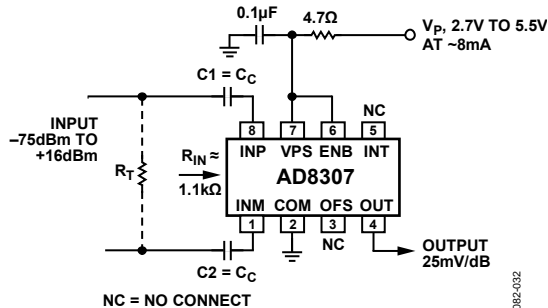 0.1µF
4.7Ω
VP, 2.7V TO 5.5V
AT ~8mA
C1 = CC
NC
INPUT
–75dBm TO
+16dBm
8 7 6 5
INP VPS ENB INT
RT
RIN ≈
1.1kΩ
AD8307
INM COM OFS OUT
1 2 3 4
NC
OUTPUT
25mV/dB
C2 = CC
NC = NO CONNECT
082-032